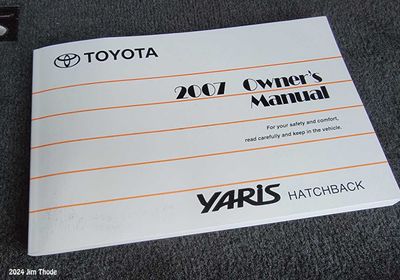 TOYOTA
2007 Owner's
Manual
For your safety and comfort,
read carefully and keep in the vehicle.
YARIS HATCHBACK
2024 Jim Thode